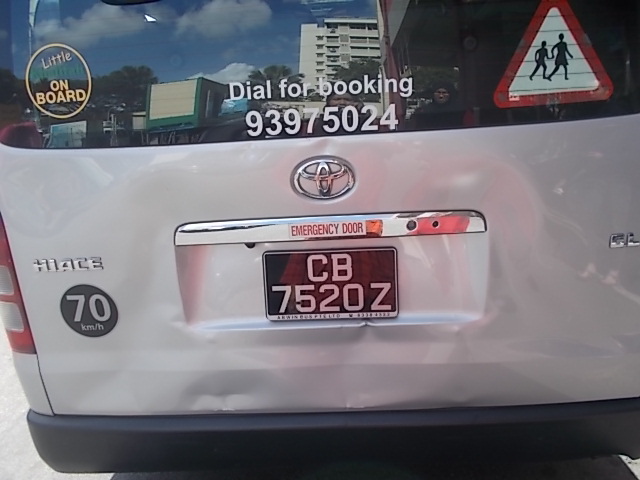 Little
ON
BOARD
Dial for booking
93975024
EMERGENCY DOOR
HIACE
CB
7520Z
70
km/h